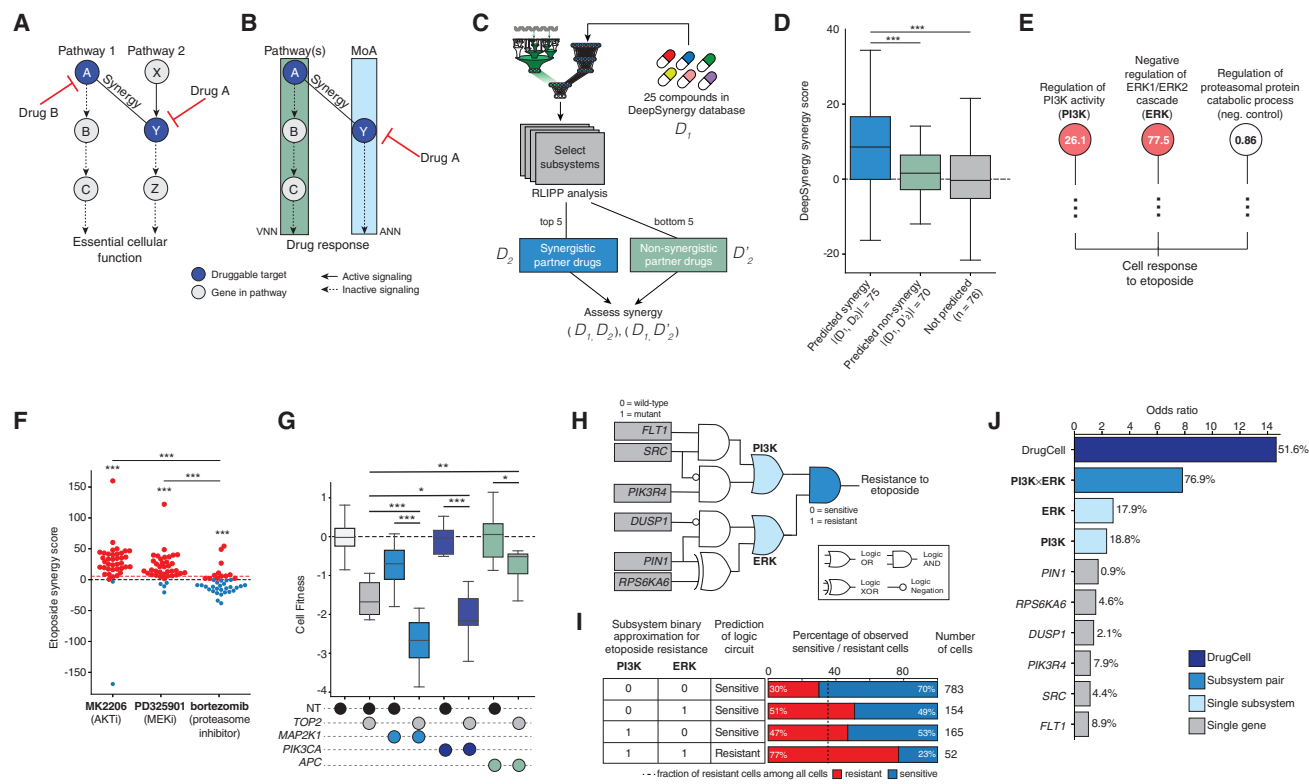 A
Pathway 1
Pathway 2
A
X
Synergy
Drug A
Drug B
B
Y
C
Z
Essential cellular
function
B
Pathway(s)
MoA
A
Synergy
B
Y
Drug A
C
VNN
ANN
Drug response
Druggable target
Gene in pathway
Active signaling
Inactive signaling
C
25 compounds in
DeepSynergy database
D1
Select
subsystems
RLIPP analysis
top 5
bottom 5
D2
Synergistic
partner drugs
Non-synergistic
partner drugs
D'2
Assess synergy
(D1, D2), (D1, D'2)
D
DeepSynergy synergy score
40
20
0
-20
***
***
Predicted synergy
|(D1, D2)| = 75
Predicted non-synergy
|(D1, D'2)| = 70
Not predicted
(n = 76)
E
Regulation of
PI3K activity
(PI3K)
Negative
regulation of
ERK1/ERK2
cascade
(ERK)
Regulation of
proteasomal protein
catabolic process
(neg. control)
26.1
77.5
0.86
Cell response
to etoposide
F
Etoposide synergy score
150
100
50
0
-50
-100
-150
***
***
***
***
***
MK2206
(AKTi)
PD325901
(MEKi)
bortezomib
(proteasome
inhibitor)
G
Cell Fitness
1
0
-1
-2
-3
-4
**
*
***
***
***
*
NT
TOP2
MAP2K1
PIK3CA
APC
H
0 = wild-type
1 = mutant
FLT1
SRC
PIK3R4
DUSP1
PIN1
RPS6KA6
PI3K
ERK
Resistance to
etoposide
0 = sensitive
1 = resistant
Logic
OR
Logic
AND
Logic
XOR
Logic
Negation
I
Subsystem binary
approximation for
etoposide resistance
Prediction
of logic
circuit
Percentage of observed
sensitive / resistant cells
Number
of cells
PI3K
ERK
0
40
80
0 0 Sensitive 30% 70% 783
0 1 Sensitive 51% 49% 154
1 0 Sensitive 47% 53% 165
1 1 Resistant 77% 23% 52
fraction of resistant cells among all cells
resistant
sensitive
J
Odds ratio
0 2 4 6 8 10 12 14
DrugCell 51.6%
PI3K×ERK 76.9%
ERK 17.9%
PI3K 18.8%
PIN1 0.9%
RPS6KA6 4.6%
DUSP1 2.1%
PIK3R4 7.9%
SRC 4.4%
FLT1 8.9%
DrugCell
Subsystem pair
Single subsystem
Single gene